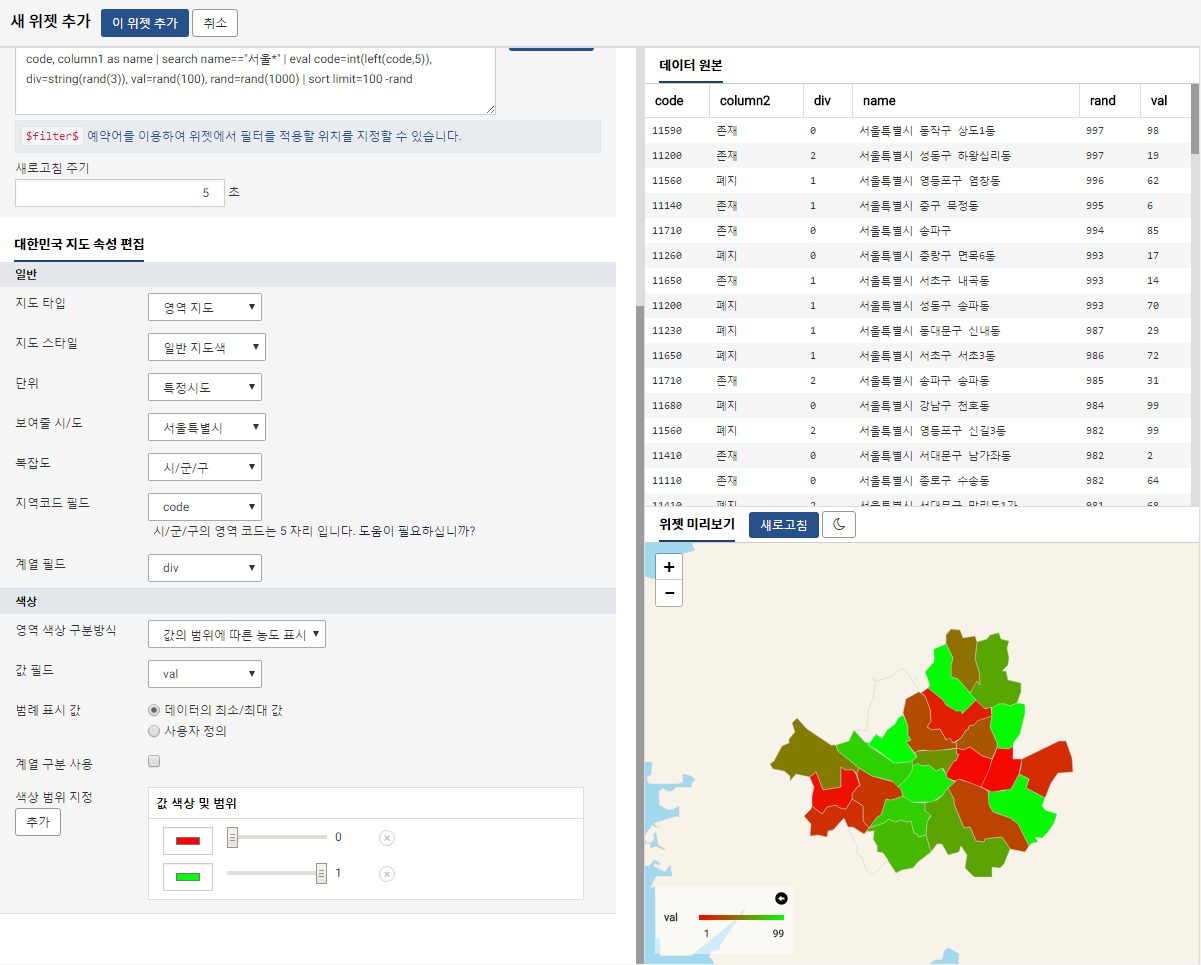 새 위젯 추가 이 위젯 추가 취소
code, column1 as name | search name=="서울*" | eval code=int(left(code,5)),
div=string(rand(3)), val=rand(100), rand=rand(1000) | sort limit=100 -rand
$filter$ 예약어를 이용하여 위젯에서 필터를 적용할 위치를 지정할 수 있습니다.
새로고침 주기
5 초
대한민국 지도 속성 편집
일반
지도 타입 영역 지도
지도 스타일 일반 지도색
단위 특정시도
보여줄 시/도 서울특별시
복잡도 시/군/구
지역코드 필드 code
시/군/구의 영역 코드는 5 자리 입니다. 도움이 필요하십니까?
계열 필드 div
색상
영역 색상 구분방식 값의 범위에 따른 농도 표시
값 필드 val
범례 표시 값 데이터의 최소/최대 값
사용자 정의
계열 구분 사용
색상 범위 지정
추가
값 색상 및 범위
0
1
데이터 원본
code column2 div name rand val
11590 존재 0 서울특별시 동작구 상도1동 997 98
11200 존재 2 서울특별시 성동구 하왕십리동 997 19
11560 폐지 1 서울특별시 영등포구 염창동 996 62
11140 존재 1 서울특별시 중구 묵정동 995 6
11710 존재 0 서울특별시 송파구 994 85
11260 폐지 0 서울특별시 중랑구 면목6동 993 17
11650 존재 1 서울특별시 서초구 내곡동 993 14
11200 폐지 1 서울특별시 성동구 송파동 993 70
11230 폐지 1 서울특별시 동대문구 신내동 987 29
11650 폐지 1 서울특별시 서초구 서초3동 986 72
11710 존재 2 서울특별시 송파구 송파동 985 31
11680 폐지 0 서울특별시 강남구 천호동 984 99
11560 폐지 2 서울특별시 영등포구 신길3동 982 99
11410 존재 0 서울특별시 서대문구 남가좌동 982 2
11110 존재 0 서울특별시 종로구 수송동 982 64
11410 폐지 2 서울특별시 서대문구 981 68
위젯 미리보기 새로고침
+
−
val
1 99